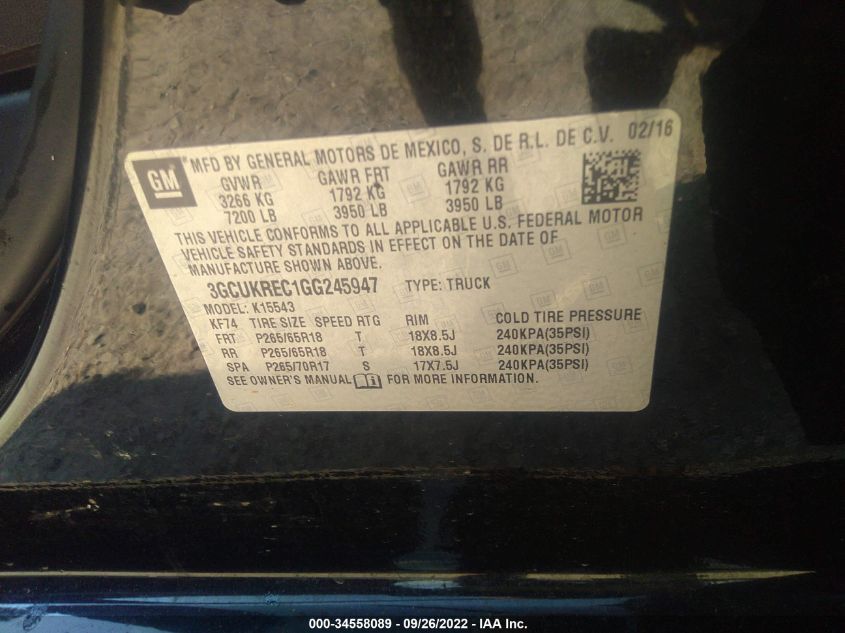 GM
MFD BY GENERAL MOTORS DE MEXICO, S. DE R.L. DE C.V. 02/16
GVWR GAWR FRT GAWR RR
3266 KG 1792 KG 1792 KG
7200 LB 3950 LB 3950 LB
THIS VEHICLE CONFORMS TO ALL APPLICABLE U.S. FEDERAL MOTOR
VEHICLE SAFETY STANDARDS IN EFFECT ON THE DATE OF
MANUFACTURE SHOWN ABOVE.
3GCUKREC1GG245947 TYPE: TRUCK
MODEL: K15543
KF74 TIRE SIZE SPEED RTG RIM COLD TIRE PRESSURE
FRT P265/65R18 T 18X8.5J 240KPA(35PSI)
RR P265/65R18 T 18X8.5J 240KPA(35PSI)
SPA P265/70R17 S 17X7.5J 240KPA(35PSI)
SEE OWNER'S MANUAL FOR MORE INFORMATION.
000-34558089 - 09/26/2022 - IAA Inc.